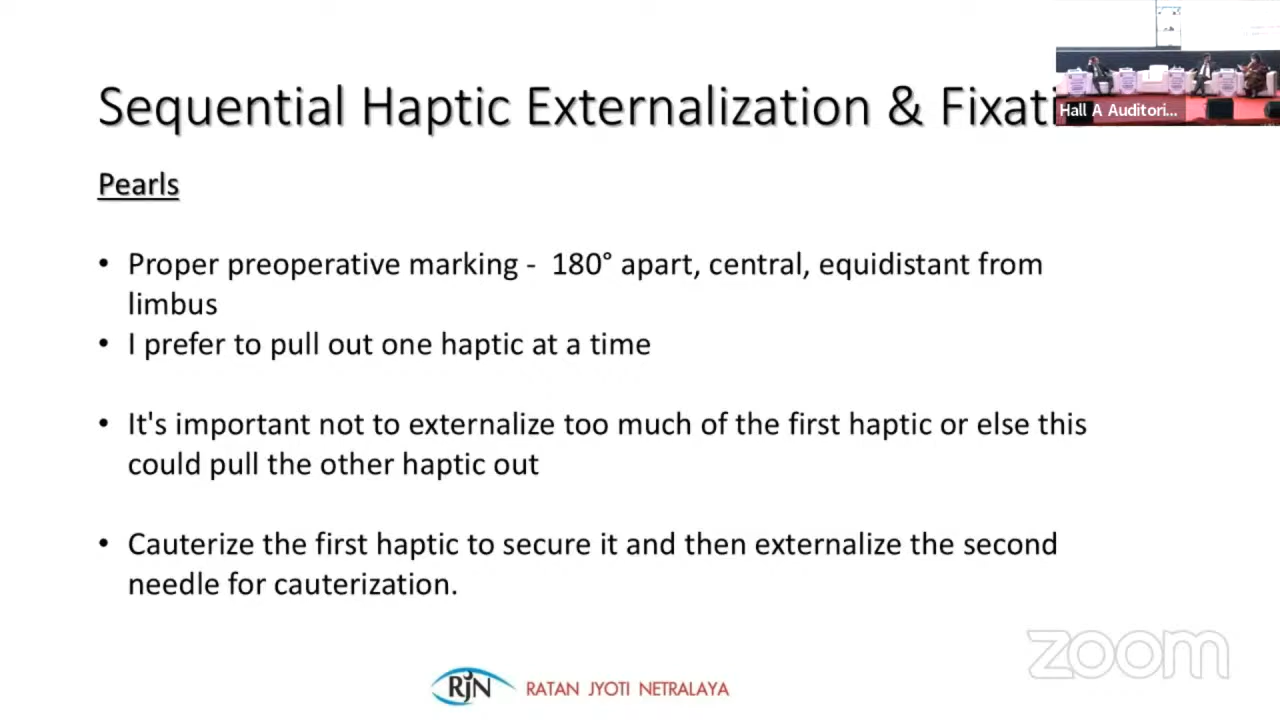 Sequential Haptic Externalization & Fixati
Hall A Auditori...
Pearls
• Proper preoperative marking - 180° apart, central, equidistant from
limbus
• I prefer to pull out one haptic at a time
• It's important not to externalize too much of the first haptic or else this
could pull the other haptic out
• Cauterize the first haptic to secure it and then externalize the second
needle for cauterization.
zoom
RJN RATAN JYOTI NETRALAYA